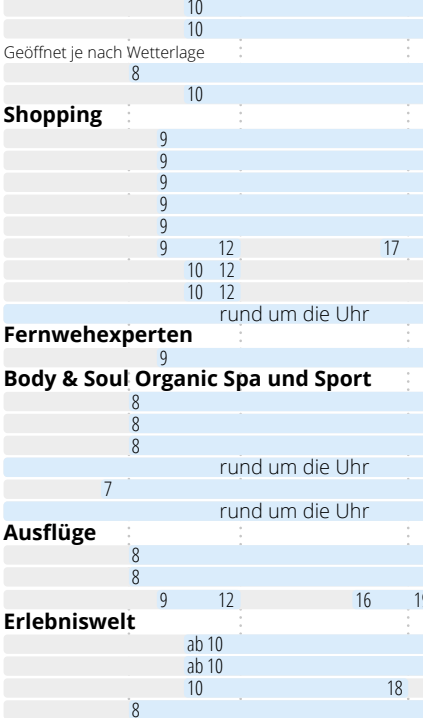 10
10
Geöffnet je nach Wetterlage
8
10
Shopping
9
9
9
9
9
9 12 17
10 12
10 12
rund um die Uhr
Fernwehexperten
9
Body & Soul Organic Spa und Sport
8
8
8
rund um die Uhr
7
rund um die Uhr
Ausflüge
8
8
9 12 16 19
Erlebniswelt
ab 10
ab 10
10 18
8